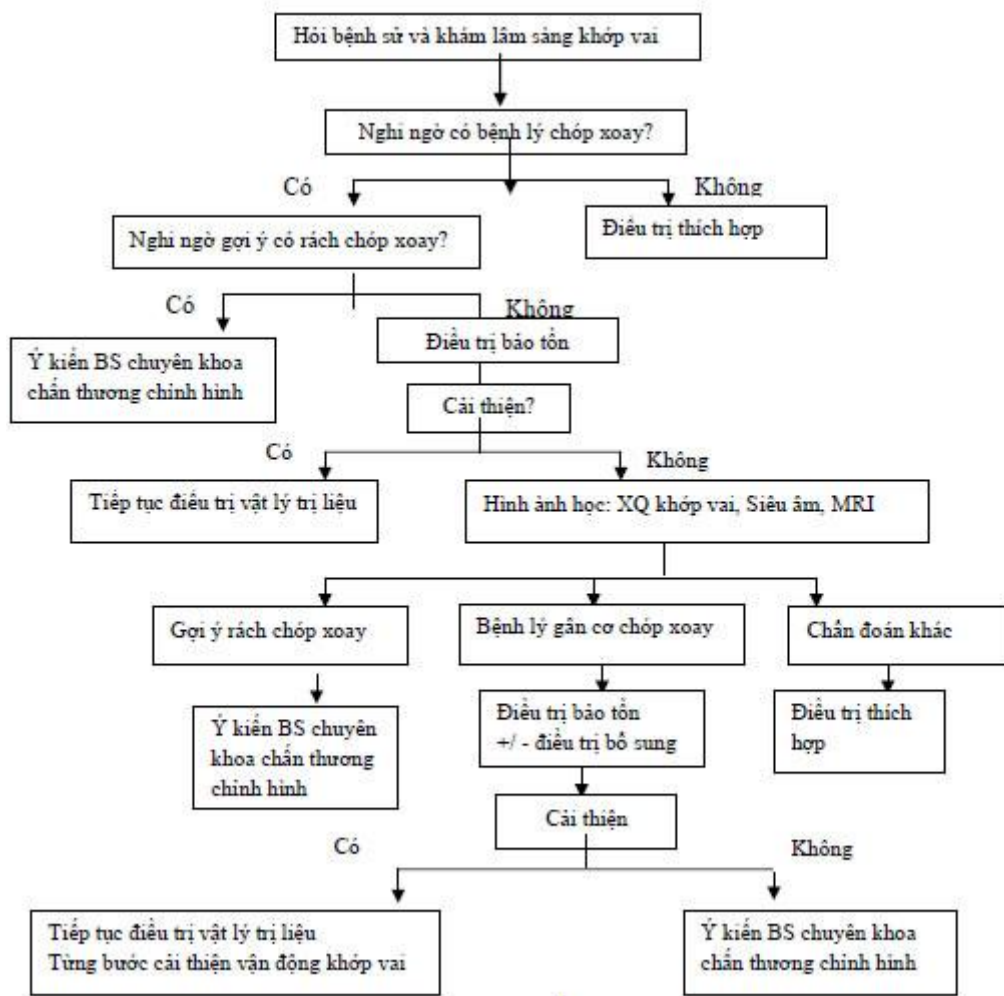 Hỏi bệnh sử và khám lâm sàng khớp vai
Nghi ngờ có bệnh lý chóp xoay?
Có
Không
Nghi ngờ gợi ý có rách chóp xoay?
Điều trị thích hợp
Có
Không
Ý kiến BS chuyên khoa
chấn thương chỉnh hình
Điều trị bảo tồn
Cải thiện?
Có
Không
Tiếp tục điều trị vật lý trị liệu
Hình ảnh học: XQ khớp vai, Siêu âm, MRI
Gợi ý rách chóp xoay
Bệnh lý gân cơ chóp xoay
Chẩn đoán khác
Ý kiến BS chuyên
khoa chấn thương
chỉnh hình
Điều trị bảo tồn
+/ - điều trị bổ sung
Điều trị thích
hợp
Cải thiện
Có
Không
Tiếp tục điều trị vật lý trị liệu
Từng bước cải thiện vận động khớp vai
Ý kiến BS chuyên khoa
chấn thương chỉnh hình